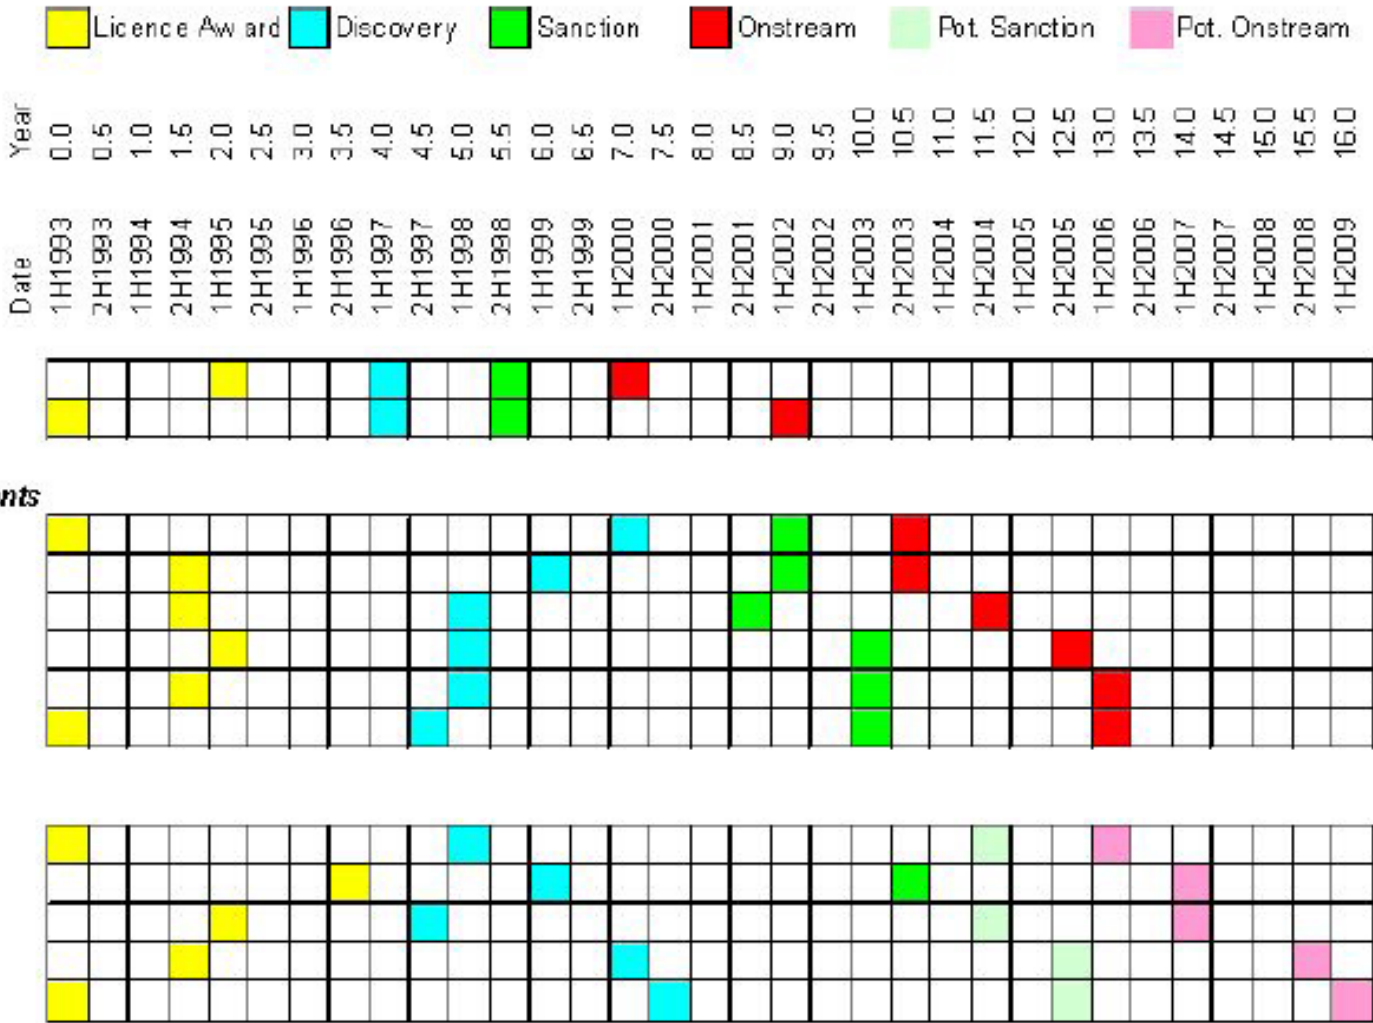 Licence Award Discovery Sanction Onstream Pot. Sanction Pot. Onstream
Year 0.0 0.5 1.0 1.5 2.0 2.5 3.0 3.5 4.0 4.5 5.0 5.5 6.0 6.5 7.0 7.5 8.0 8.5 9.0 9.5 10.0 10.5 11.0 11.5 12.0 12.5 13.0 13.5 14.0 14.5 15.0 15.5 16.0
Date 1H1993 2H1993 1H1994 2H1994 1H1995 2H1995 1H1996 2H1996 1H1997 2H1997 1H1998 2H1998 1H1999 2H1999 1H2000 2H2000 1H2001 2H2001 1H2002 2H2002 1H2003 2H2003 1H2004 2H2004 1H2005 2H2005 1H2006 2H2006 1H2007 2H2007 1H2008 2H2008 1H2009
nts